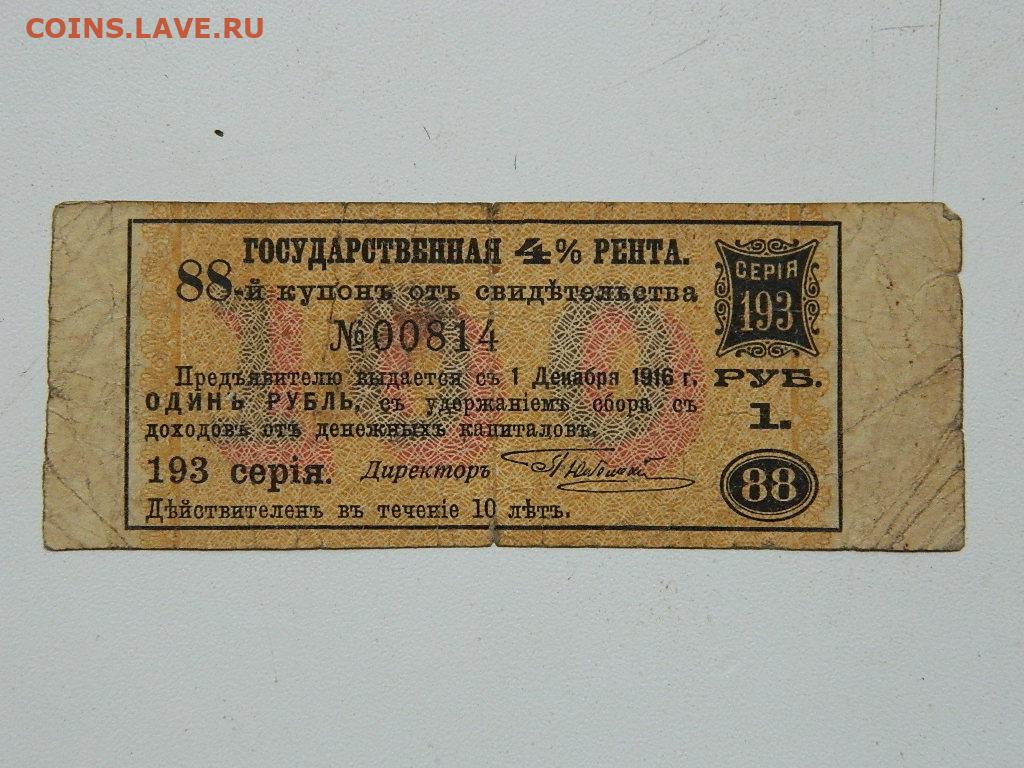 COINS.LAVE.RU
ГОСУДАРСТВЕННАЯ 4% РЕНТА.
88-й купонъ отъ свидѣтельства
СЕРІЯ
193
№00814
100
Предъявителю выдается съ 1 Декабря 1916 г.
ОДИНЪ РУБЛЬ, съ удержаніемъ сбора съ
доходовъ отъ денежныхъ капиталовъ.
РУБ.
1.
193 серія. Директоръ
88
Дѣйствителенъ въ теченіе 10 лѣтъ.